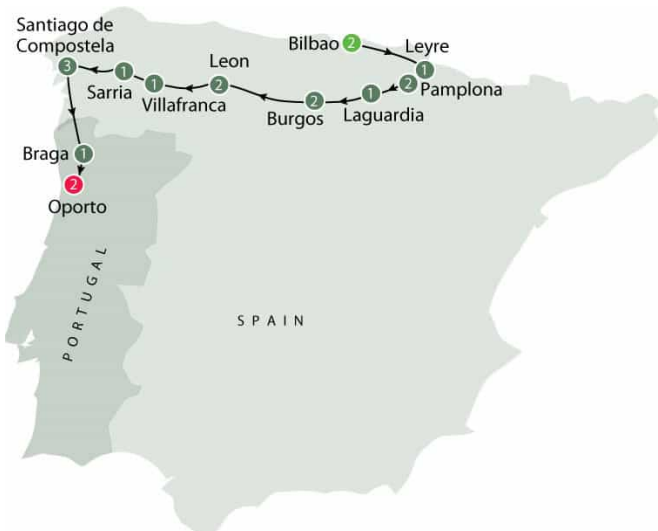 Santiago de
Compostela
3
Sarria
1
Villafranca
1
Leon
2
Burgos
2
Laguardia
1
Pamplona
2
Leyre
1
Bilbao
2
Braga
1
2
Oporto
PORTUGAL
SPAIN